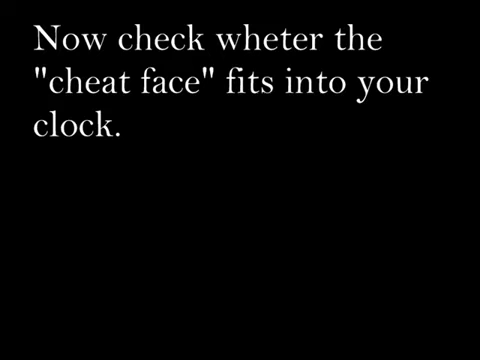 Now check wheter the
"cheat face" fits into your
clock.